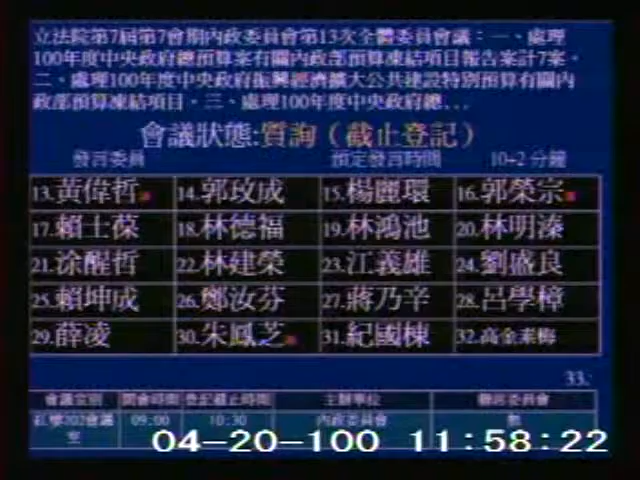 立法院第7屆第7會期內政委員會第13次全體委員會議：一、處理
100年度中央政府總預算案有關內政部預算凍結項目報告案計7案。
二、處理100年度中央政府振興經濟擴大公共建設特別預算有關內
政部預算凍結項目。三、處理100年度中央政府總...
會議狀態:質詢（截止登記）
發言委員 預定發言時間 10+2 分鐘
13.黃偉哲 14.郭玟成 15.楊麗環 16.郭榮宗
17.賴士葆 18.林德福 19.林鴻池 20.林明溱
21.涂醒哲 22.林建榮 23.江義雄 24.劉盛良
25.賴坤成 26.鄭汝芬 27.蔣乃辛 28.呂學樟
29.薛凌 30.朱鳳芝 31.紀國棟 32.高金素梅
33.
會議室別 開會時間 登記截止時間 主辦單位 聯席委員會
紅樓202會議室 09:00 10:30 內政委員會 無
04-20-100 11:58:22